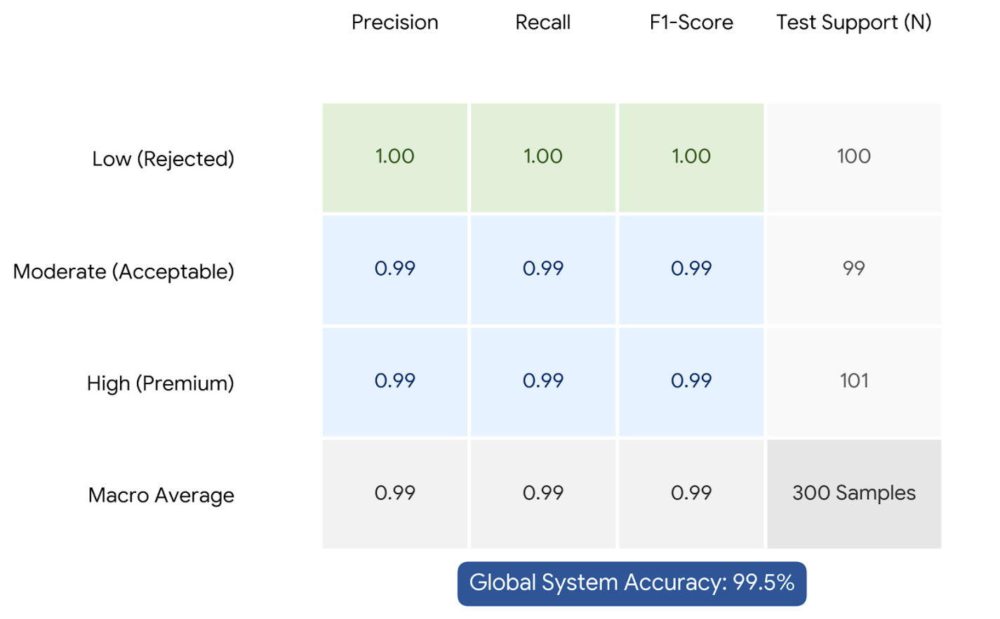 Precision Recall F1-Score Test Support (N)
Low (Rejected) 1.00 1.00 1.00 100
Moderate (Acceptable) 0.99 0.99 0.99 99
High (Premium) 0.99 0.99 0.99 101
Macro Average 0.99 0.99 0.99 300 Samples
Global System Accuracy: 99.5%